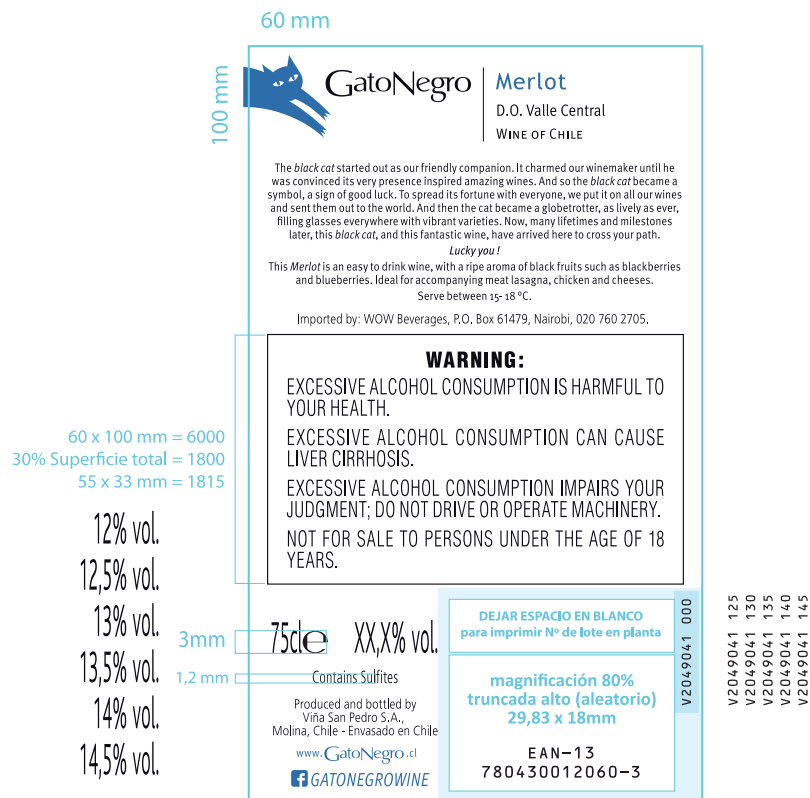 60 mm
100 mm
GatoNegro
Merlot
D.O. Valle Central
WINE OF CHILE
The black cat started out as our friendly companion. It charmed our winemaker until he
was convinced its very presence inspired amazing wines. And so the black cat became a
symbol, a sign of good luck. To spread its fortune with everyone, we put it on all our wines
and sent them out to the world. And then the cat became a globetrotter, as lively as ever,
filling glasses everywhere with vibrant varieties. Now, many lifetimes and milestones
later, this black cat, and this fantastic wine, have arrived here to cross your path.
Lucky you !
This Merlot is an easy to drink wine, with a ripe aroma of black fruits such as blackberries
and blueberries. Ideal for accompanying meat lasagna, chicken and cheeses.
Serve between 15- 18 °C.
Imported by: WOW Beverages, P.O. Box 61479, Nairobi, 020 760 2705.
WARNING:
EXCESSIVE ALCOHOL CONSUMPTION IS HARMFUL TO
YOUR HEALTH.
EXCESSIVE ALCOHOL CONSUMPTION CAN CAUSE
LIVER CIRRHOSIS.
EXCESSIVE ALCOHOL CONSUMPTION IMPAIRS YOUR
JUDGMENT; DO NOT DRIVE OR OPERATE MACHINERY.
NOT FOR SALE TO PERSONS UNDER THE AGE OF 18
YEARS.
60 x 100 mm = 6000
30% Superficie total = 1800
55 x 33 mm = 1815
12% vol.
12,5% vol.
13% vol.
13,5% vol.
14% vol.
14,5% vol.
3mm
75cl e XX,X% vol.
1,2 mm
Contains Sulfites
Produced and bottled by
Viña San Pedro S.A.,
Molina, Chile - Envasado en Chile
www.GatoNegro.cl
f GATONEGROWINE
DEJAR ESPACIO EN BLANCO
para imprimir Nº de lote en planta
magnificación 80%
truncada alto (aleatorio)
29,83 x 18mm
EAN-13
780430012060-3
V2049041 000
V2049041 125
V2049041 130
V2049041 135
V2049041 140
V2049041 145